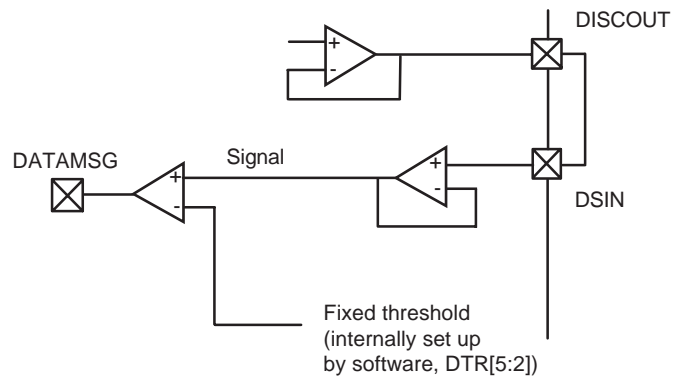 DISCOUT
+
-
DATAMSG
Signal
+
-
+
-
DSIN
Fixed threshold
(internally set up
by software, DTR[5:2])